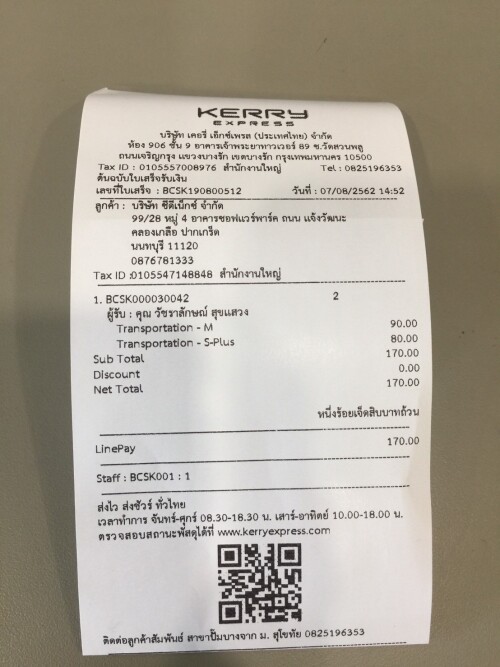 KERRY
EXPRESS
บริษัท เคอรี่ เอ็กซ์เพรส (ประเทศไทย) จำกัด
ห้อง 906 ชั้น 9 อาคารเจ้าพระยาทาวเวอร์ 89 ซ.วัดสวนพลู
ถนนเจริญกรุง แขวงบางรัก เขตบางรัก กรุงเทพมหานคร 10500
Tax ID : 0105557008976 สำนักงานใหญ่ Tel : 0825196353
ต้นฉบับใบเสร็จรับเงิน
เลขที่ใบเสร็จ : BCSK190800512 วันที่ : 07/08/2562 14:52
ลูกค้า : บริษัท ซีดีเน็กซ์ จำกัด
99/28 หมู่ 4 อาคารซอฟแวร์พาร์ค ถนน แจ้งวัฒนะ
คลองเกลือ ปากเกร็ด
นนทบุรี 11120
0876781333
Tax ID :0105547148848 สำนักงานใหญ่
1. BCSK000030042 2
ผู้รับ : คุณ วัชราลักษณ์ สุขแสวง
Transportation - M 90.00
Transportation - S-Plus 80.00
Sub Total 170.00
Discount 0.00
Net Total 170.00
หนึ่งร้อยเจ็ดสิบบาทถ้วน
LinePay 170.00
Staff : BCSK001 : 1
ส่งไว ส่งชัวร์ ทั่วไทย
เวลาทำการ จันทร์-ศุกร์ 08.30-18.30 น. เสาร์-อาทิตย์ 10.00-18.00 น.
ตรวจสอบสถานะพัสดุได้ที่ www.kerryexpress.com
ติดต่อลูกค้าสัมพันธ์ สาขาปั๊มบางจาก ม. สุโขทัย 0825196353